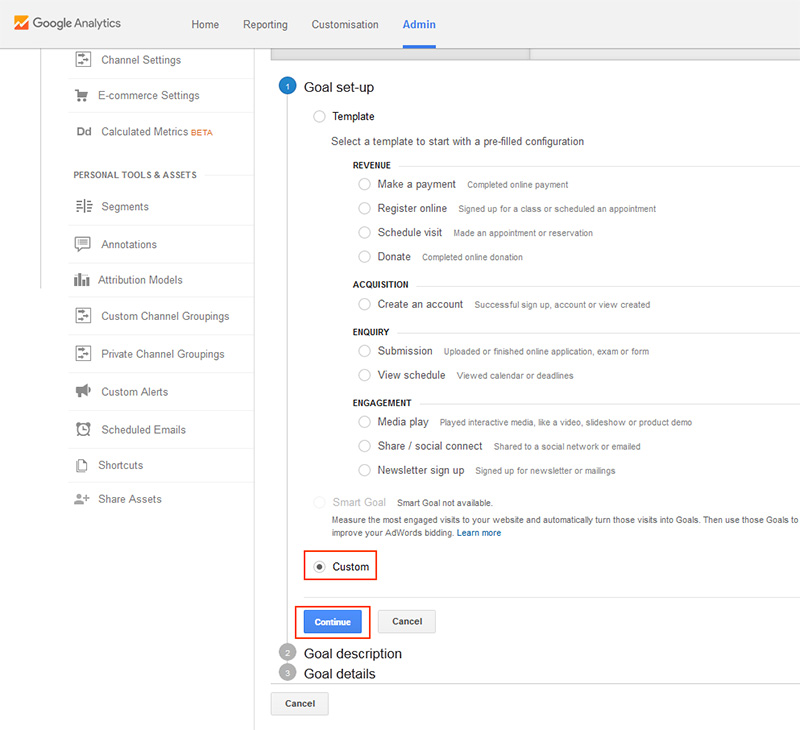 Google Analytics
Home Reporting Customisation Admin
Channel Settings
E-commerce Settings
Dd Calculated Metrics BETA
PERSONAL TOOLS & ASSETS
Segments
Annotations
Attribution Models
Custom Channel Groupings
Private Channel Groupings
Custom Alerts
Scheduled Emails
Shortcuts
Share Assets
1 Goal set-up
Template
Select a template to start with a pre-filled configuration
REVENUE
Make a payment Completed online payment
Register online Signed up for a class or scheduled an appointment
Schedule visit Made an appointment or reservation
Donate Completed online donation
ACQUISITION
Create an account Successful sign up, account or view created
ENQUIRY
Submission Uploaded or finished online application, exam or form
View schedule Viewed calendar or deadlines
ENGAGEMENT
Media play Played interactive media, like a video, slideshow or product demo
Share / social connect Shared to a social network or emailed
Newsletter sign up Signed up for newsletter or mailings
Smart Goal Smart Goal not available.
Measure the most engaged visits to your website and automatically turn those visits into Goals. Then use those Goals to
improve your AdWords bidding. Learn more
Custom
Continue Cancel
2 Goal description
3 Goal details
Cancel